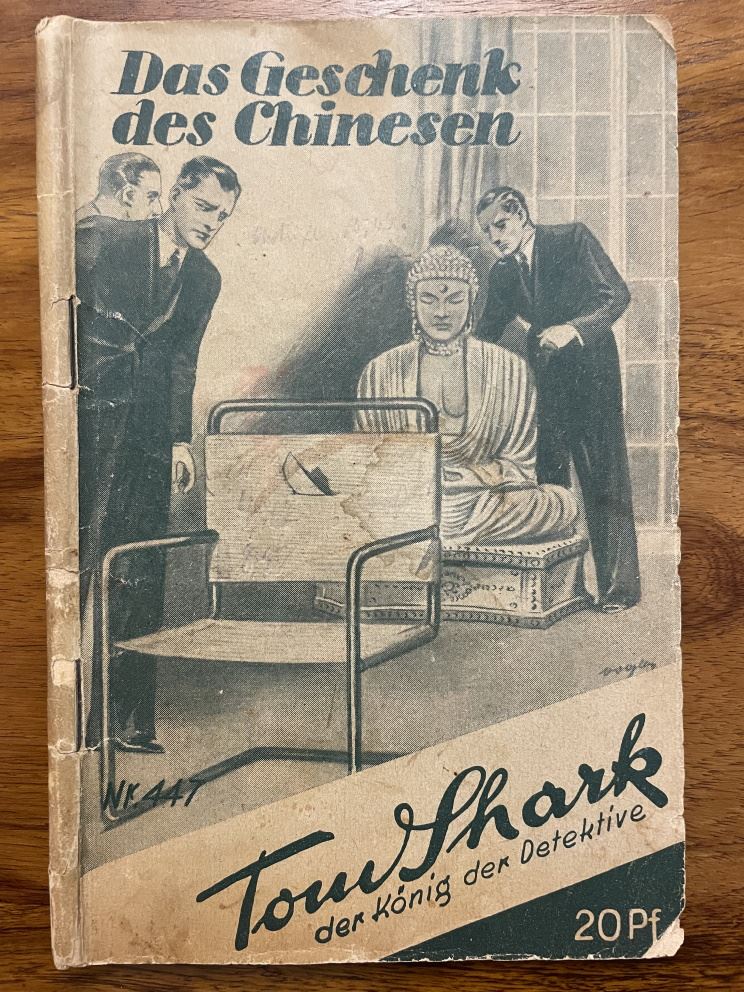 Das Geschenk
des Chinesen
Nr. 447
Tom Shark
der König der Detektive
20 Pf